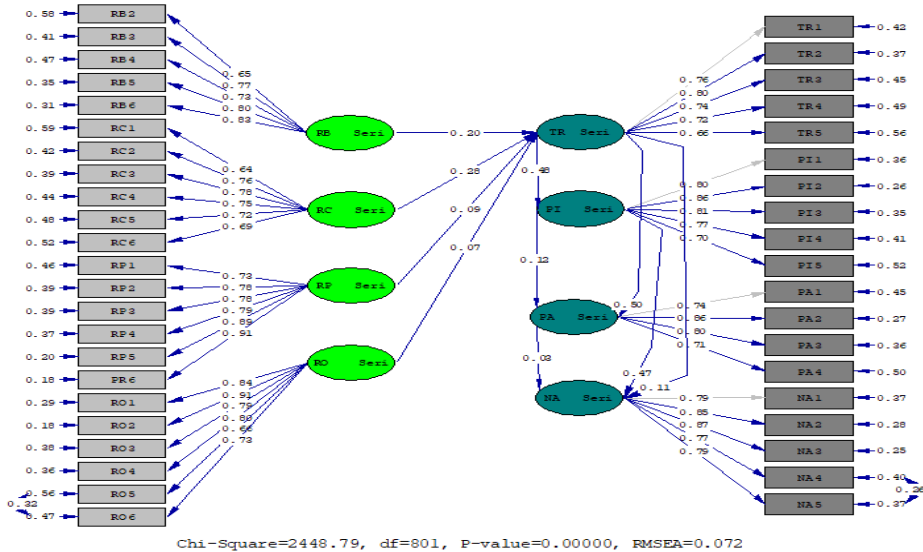 0.58 RB2
0.41 RB3
0.47 RB4
0.35 RB5
0.31 RB6
0.59 RC1
0.42 RC2
0.39 RC3
0.44 RC4
0.48 RC5
0.52 RC6
0.46 RP1
0.39 RP2
0.39 RP3
0.37 RP4
0.20 RP5
0.18 PR6
0.29 RO1
0.18 RO2
0.38 RO3
0.36 RO4
0.56 RO5
0.47 RO6
0.32
0.65
0.77
0.73
0.80
0.83
0.64
0.76
0.78
0.75
0.72
0.69
0.73
0.78
0.78
0.79
0.89
0.91
0.84
0.91
0.79
0.80
0.66
0.73
RB Seri
RC Seri
RP Seri
RO Seri
0.20
0.28
0.09
0.07
TR Seri
0.48
PI Seri
0.12
PA Seri
0.03
NA Seri
0.50
0.47
0.11
0.76
0.80
0.74
0.72
0.66
0.80
0.86
0.81
0.77
0.70
0.74
0.86
0.80
0.71
0.79
0.85
0.87
0.77
0.79
TR1 0.42
TR2 0.37
TR3 0.45
TR4 0.49
TR5 0.56
PI1 0.36
PI2 0.26
PI3 0.35
PI4 0.41
PI5 0.52
PA1 0.45
PA2 0.27
PA3 0.36
PA4 0.50
NA1 0.37
NA2 0.28
NA3 0.25
NA4 0.40
NA5 0.37
0.26
Chi-Square=2448.79, df=801, P-value=0.00000, RMSEA=0.072